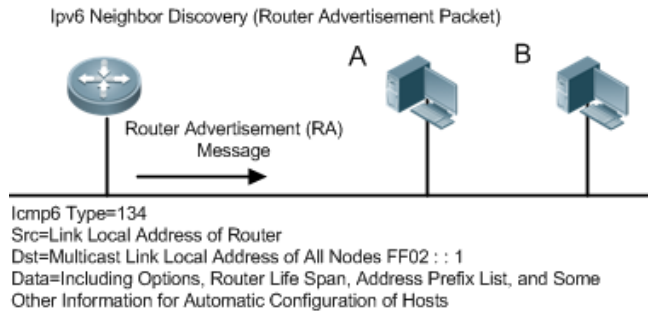 Ipv6 Neighbor Discovery (Router Advertisement Packet)
A
B
Router Advertisement (RA)
Message
Icmp6 Type=134
Src=Link Local Address of Router
Dst=Multicast Link Local Address of All Nodes FF02 : : 1
Data=Including Options, Router Life Span, Address Prefix List, and Some
Other Information for Automatic Configuration of Hosts